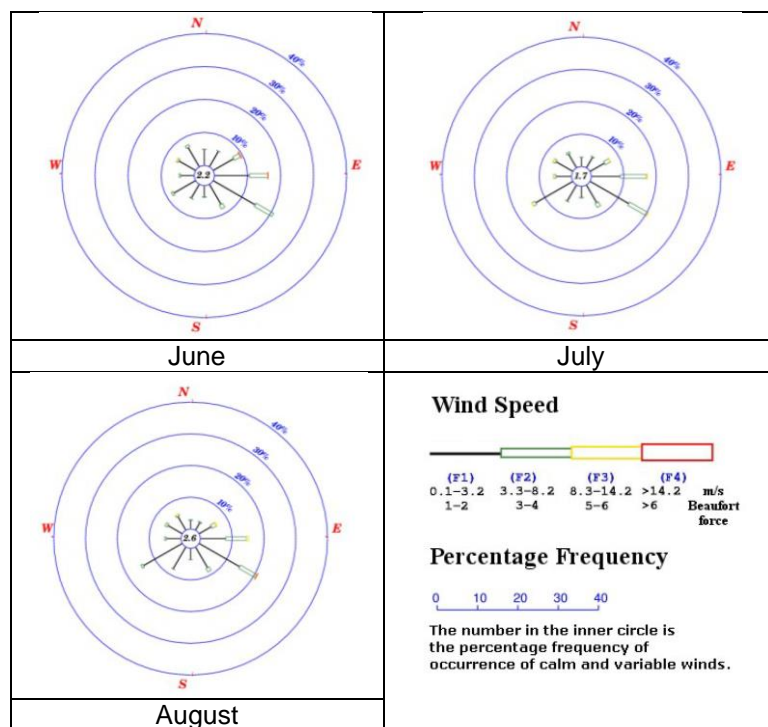 N
40%
30%
20%
10%
W
2.2
E
S
June
N
40%
30%
20%
10%
W
1.7
E
S
July
N
40%
30%
20%
10%
W
2.6
E
S
August
Wind Speed
(F1) (F2) (F3) (F4)
0.1-3.2 3.3-8.2 8.3-14.2 >14.2 m/s
1-2 3-4 5-6 >6 Beaufort
force
Percentage Frequency
0 10 20 30 40
The number in the inner circle is
the percentage frequency of
occurrence of calm and variable winds.